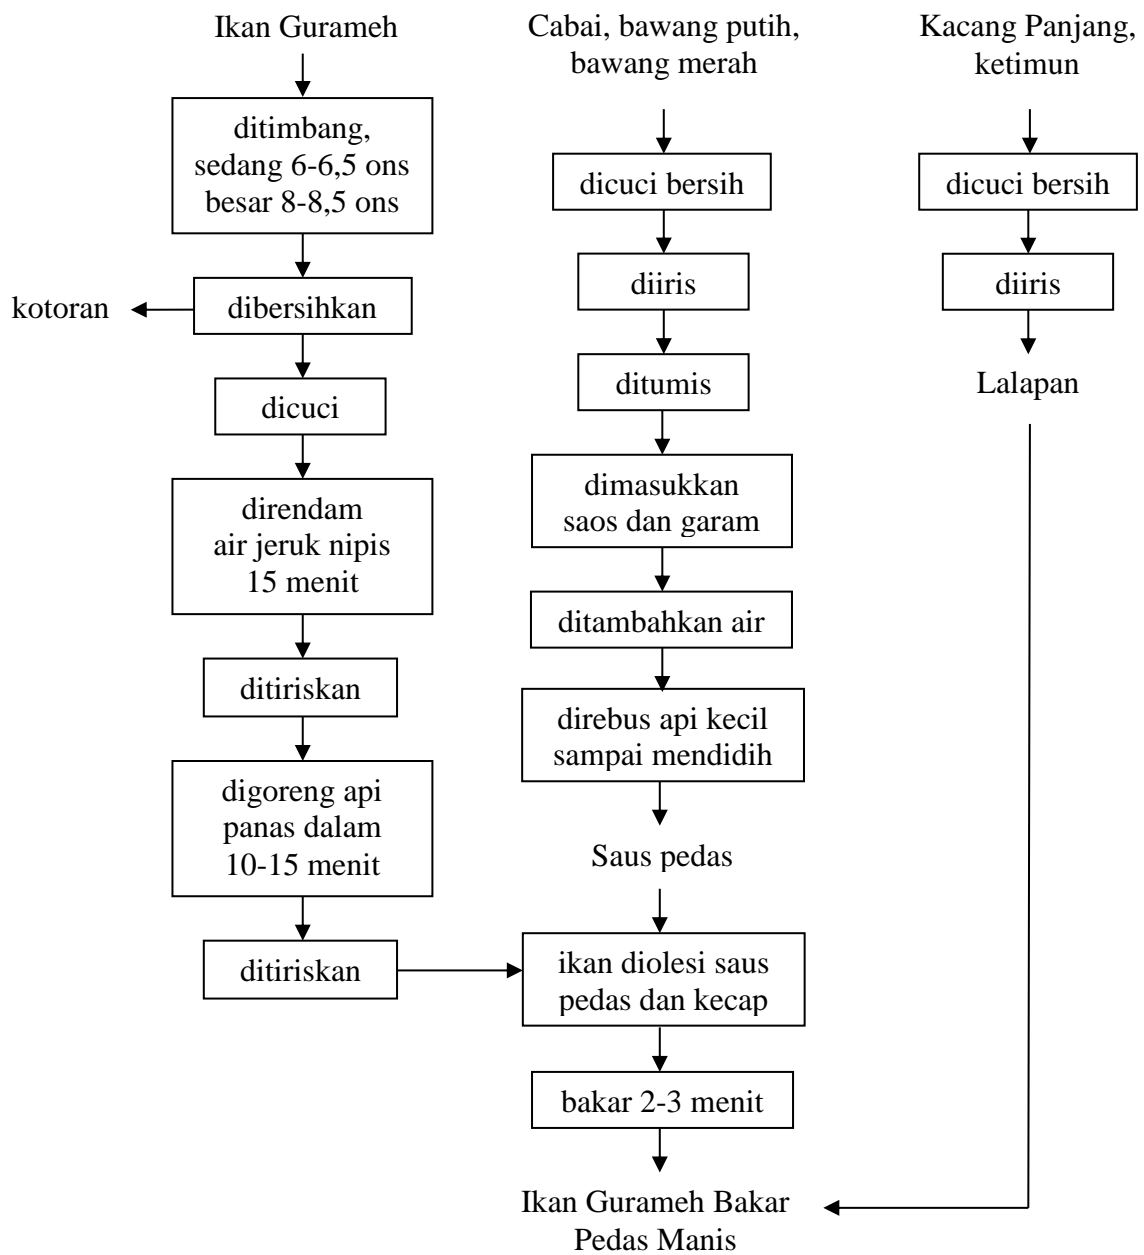 Ikan Gurameh
ditimbang,
sedang 6-6,5 ons
besar 8-8,5 ons
kotoran
dibersihkan
dicuci
direndam
air jeruk nipis
15 menit
ditiriskan
digoreng api
panas dalam
10-15 menit
ditiriskan
Cabai, bawang putih,
bawang merah
dicuci bersih
diiris
ditumis
dimasukkan
saos dan garam
ditambahkan air
direbus api kecil
sampai mendidih
Saus pedas
ikan diolesi saus
pedas dan kecap
bakar 2-3 menit
Ikan Gurameh Bakar
Pedas Manis
Kacang Panjang,
ketimun
dicuci bersih
diiris
Lalapan